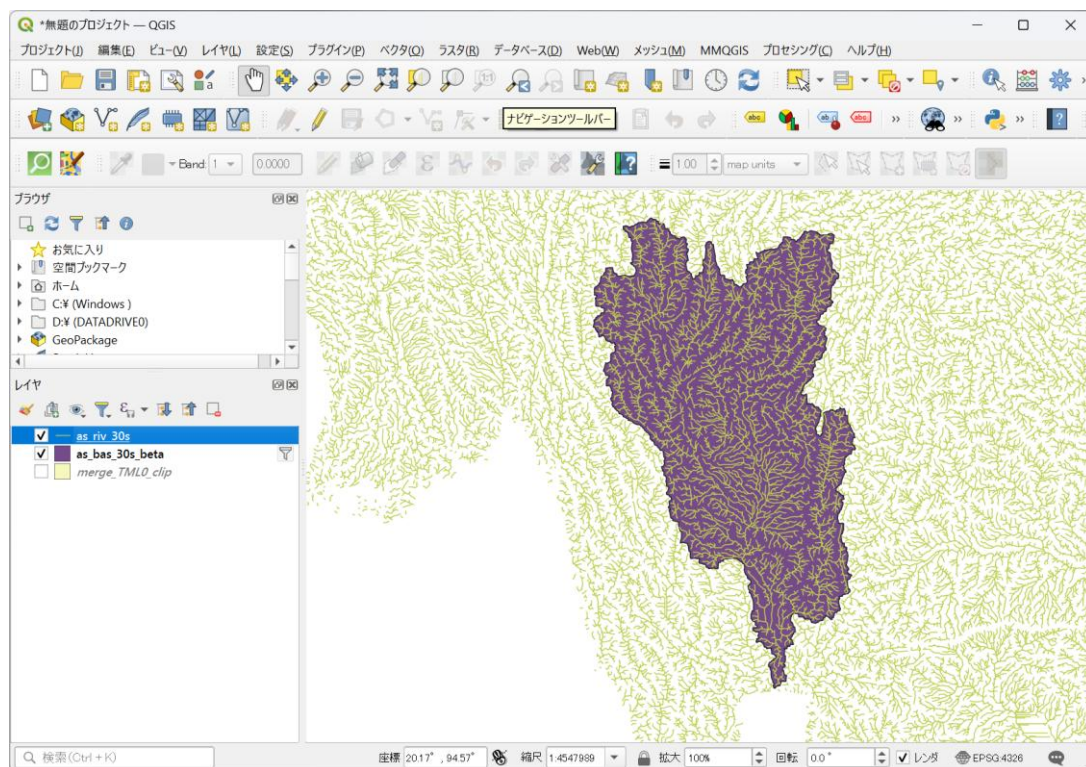 *無題のプロジェクト — QGIS
プロジェクト(J) 編集(E) ビュー(V) レイヤ(L) 設定(S) プラグイン(P) ベクタ(O) ラスタ(R) データベース(D) Web(W) メッシュ(M) MMQGIS プロセシング(C) ヘルプ(H)
ナビゲーションツールバー
abc abc abc » » »
Band: 1 0.0000 1.00 map units
ブラウザ
お気に入り
空間ブックマーク
ホーム
C:¥ (Windows )
D:¥ (DATADRIVE0)
GeoPackage
レイヤ
as_riv_30s
as_bas_30s_beta
merge_TML0_clip
検索(Ctrl + K) 座標 20.17° , 94.57° 縮尺 1:4547989 拡大 100% 回転 0.0° レンダ EPSG:4326